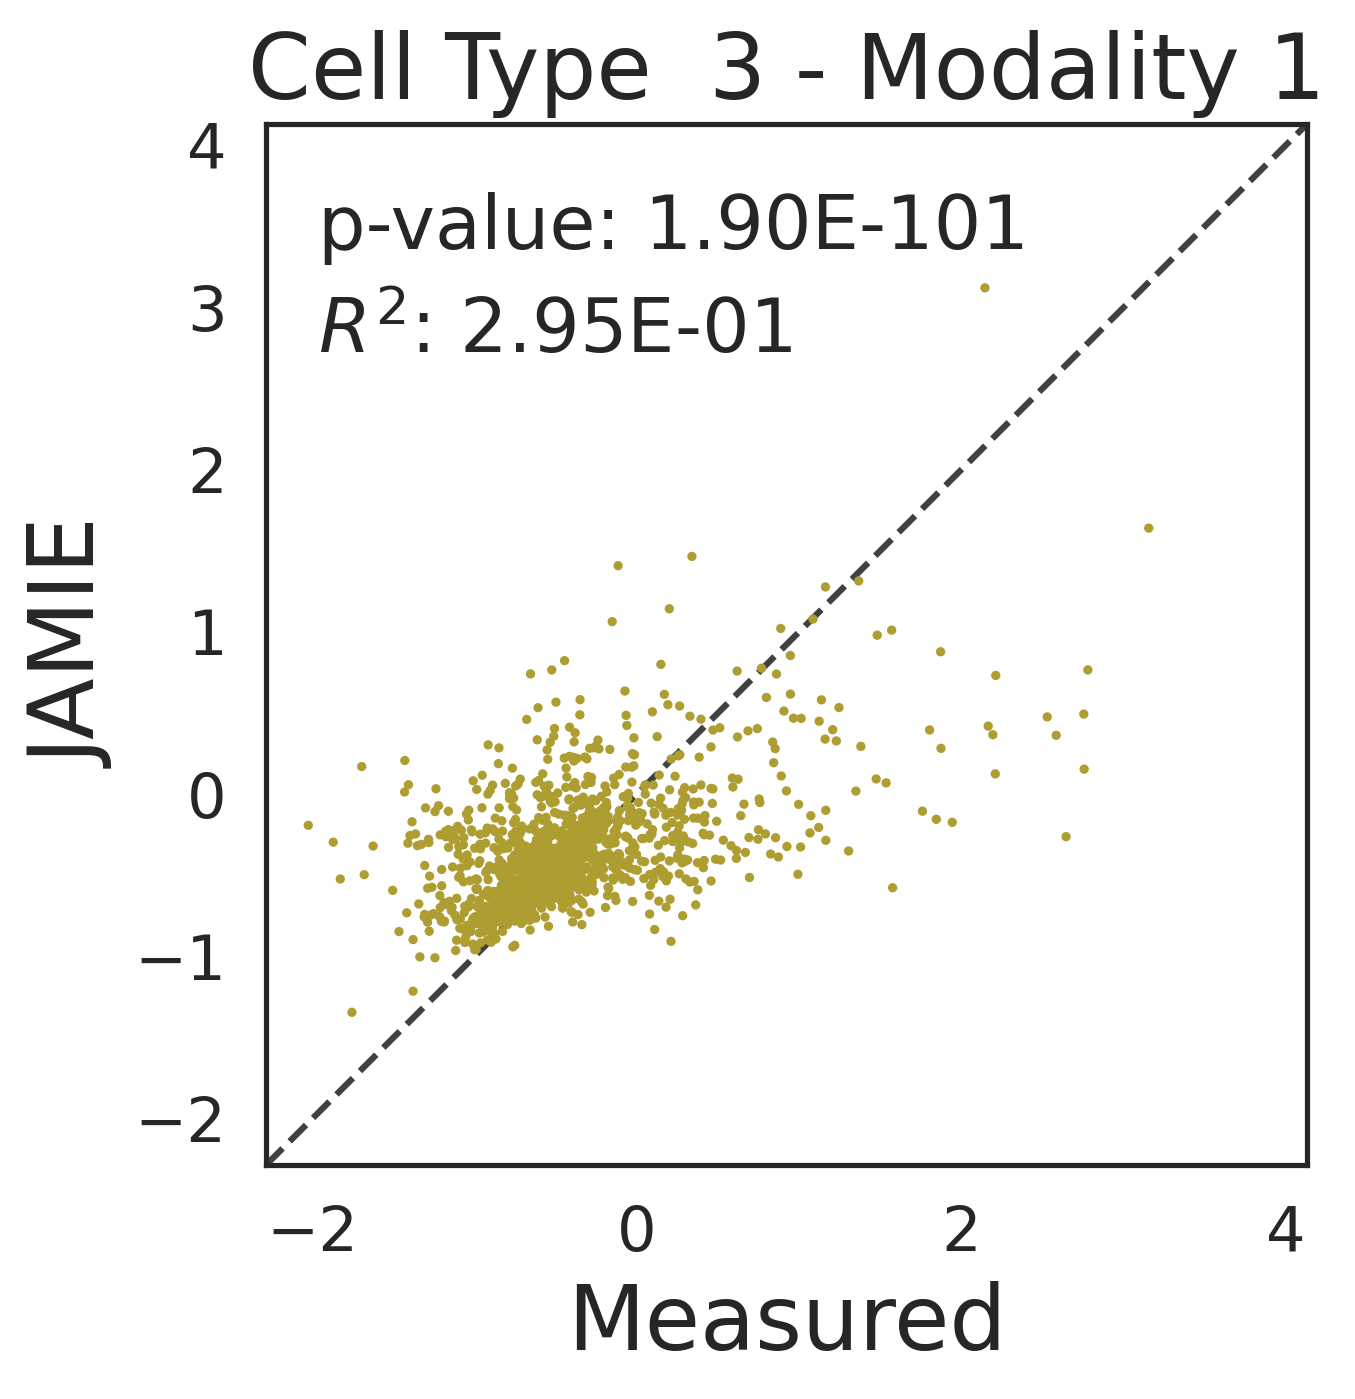 Cell Type  3 - Modality 1
p-value: 1.90E-101
R²: 2.95E-01
JAMIE
4
3
2
1
0
−1
−2
−2 0 2 4
Measured